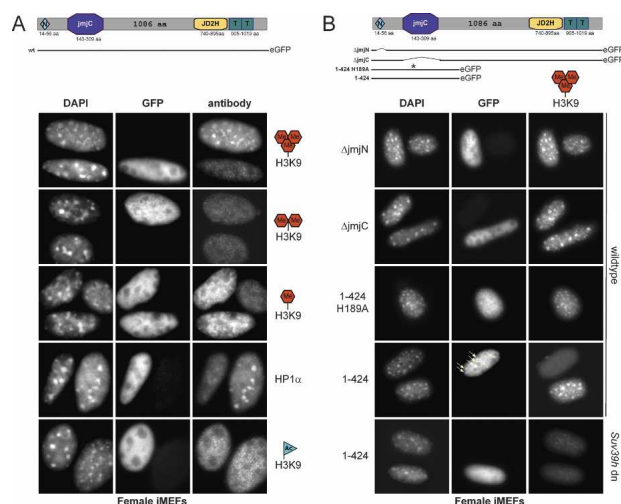 A
N
jmjC
1086 aa
JD2H
T
T
14-56 aa
143-309 aa
740-895aa
905-1019 aa
wt
eGFP
DAPI
GFP
antibody
Me Me
Me
H3K9
Me Me
H3K9
Me
H3K9
HP1α
Ac
H3K9
Female iMEFs
B
N
jmjC
1086 aa
JD2H
T
T
14-56 aa
143-309 aa
740-895aa
905-1019 aa
ΔjmjN
eGFP
ΔjmjC
eGFP
1-424 H189A
*
eGFP
1-424
eGFP
Me Me
Me
DAPI
GFP
H3K9
ΔjmjN
ΔjmjC
1-424
H189A
1-424
1-424
wildtype
Suv39h dn
Female iMEFs